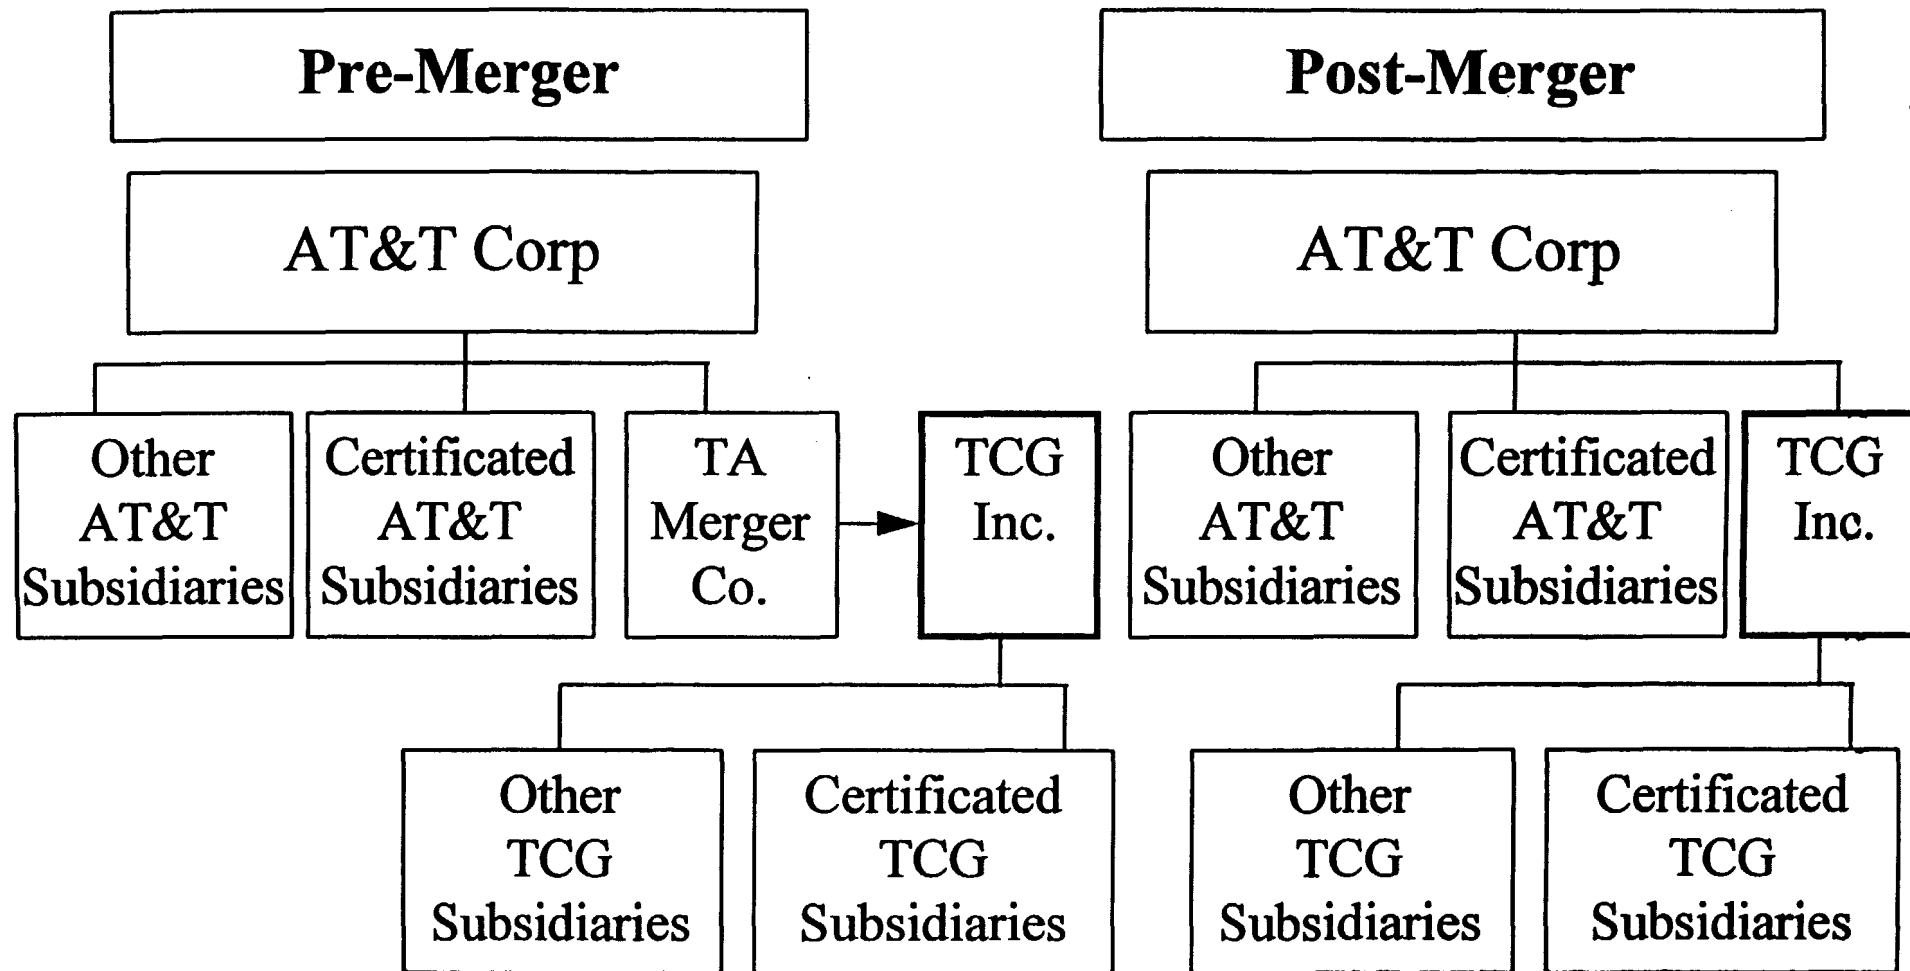 Pre-Merger
Post-Merger
AT&T Corp
AT&T Corp
Other
AT&T
Subsidiaries
Certificated
AT&T
Subsidiaries
TA
Merger
Co.
TCG
Inc.
Other
AT&T
Subsidiaries
Certificated
AT&T
Subsidiaries
TCG
Inc.
Other
TCG
Subsidiaries
Certificated
TCG
Subsidiaries
Other
TCG
Subsidiaries
Certificated
TCG
Subsidiaries